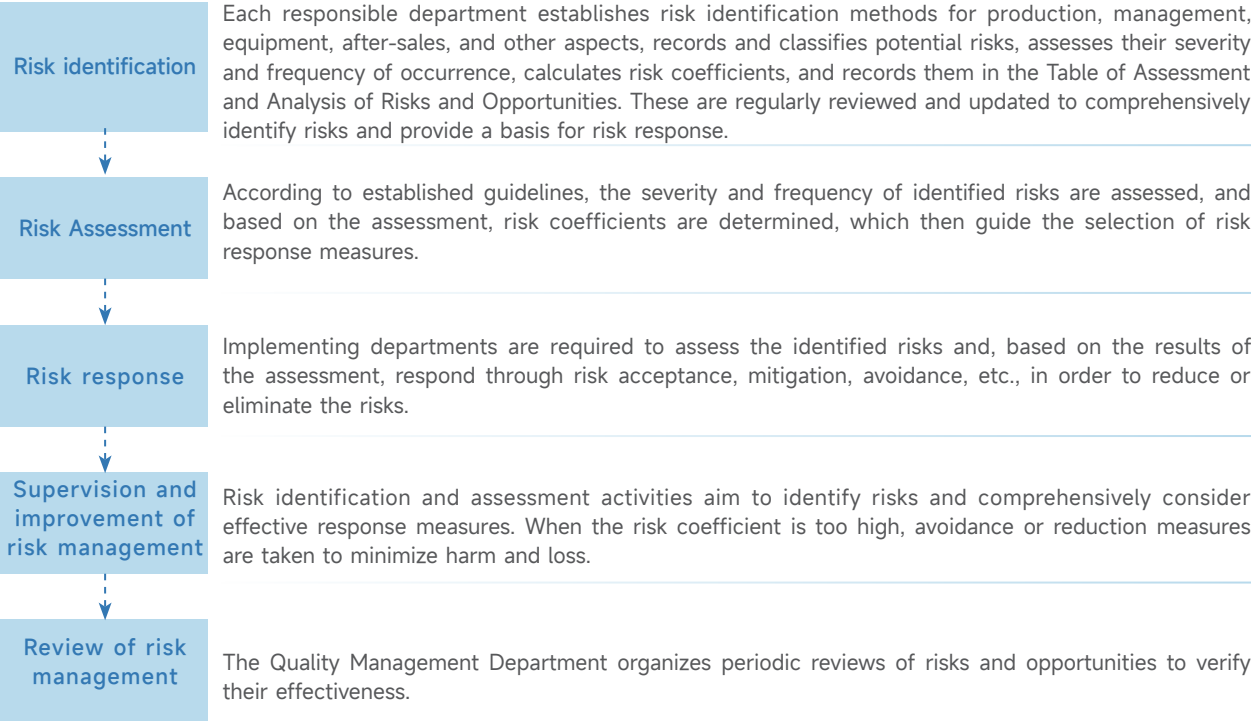 Risk identification
Each responsible department establishes risk identification methods for production, management,
equipment, after-sales, and other aspects, records and classifies potential risks, assesses their severity
and frequency of occurrence, calculates risk coefficients, and records them in the Table of Assessment
and Analysis of Risks and Opportunities. These are regularly reviewed and updated to comprehensively
identify risks and provide a basis for risk response.
Risk Assessment
According to established guidelines, the severity and frequency of identified risks are assessed, and
based on the assessment, risk coefficients are determined, which then guide the selection of risk
response measures.
Risk response
Implementing departments are required to assess the identified risks and, based on the results of
the assessment, respond through risk acceptance, mitigation, avoidance, etc., in order to reduce or
eliminate the risks.
Supervision and
improvement of
risk management
Risk identification and assessment activities aim to identify risks and comprehensively consider
effective response measures. When the risk coefficient is too high, avoidance or reduction measures
are taken to minimize harm and loss.
Review of risk
management
The Quality Management Department organizes periodic reviews of risks and opportunities to verify
their effectiveness.